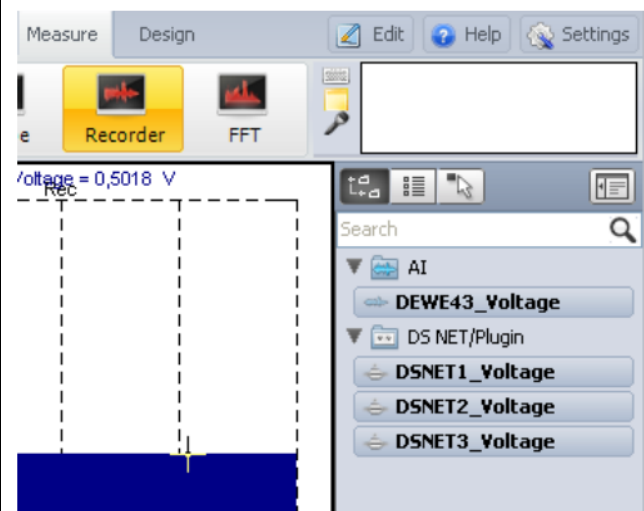 Measure Design Edit Help Settings
e Recorder FFT
Voltage = 0,5018 V
Rec
Search
AI
DEWE43_Voltage
DS NET/Plugin
DSNET1_Voltage
DSNET2_Voltage
DSNET3_Voltage